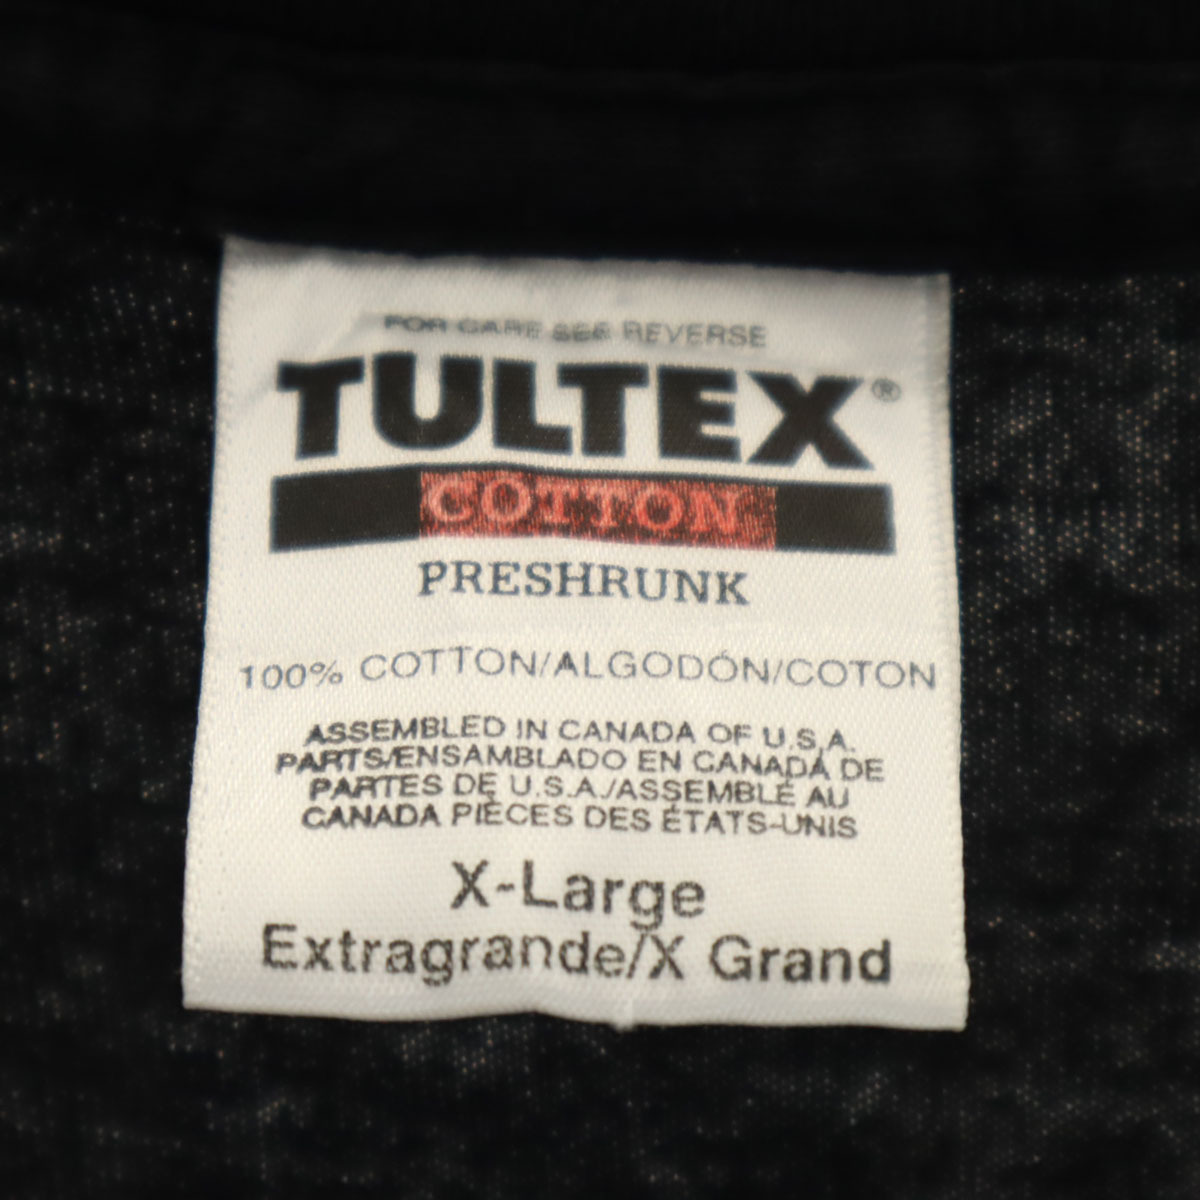 FOR CARE SEE REVERSE
TULTEX®
COTTON
PRESHRUNK
100% COTTON/ALGODÓN/COTON
ASSEMBLED IN CANADA OF U.S.A.
PARTS/ENSAMBLADO EN CANADÁ DE
PARTES DE U.S.A./ASSEMBLÉ AU
CANADA PIÈCES DES ÉTATS-UNIS
X-Large
Extragrande/X Grand